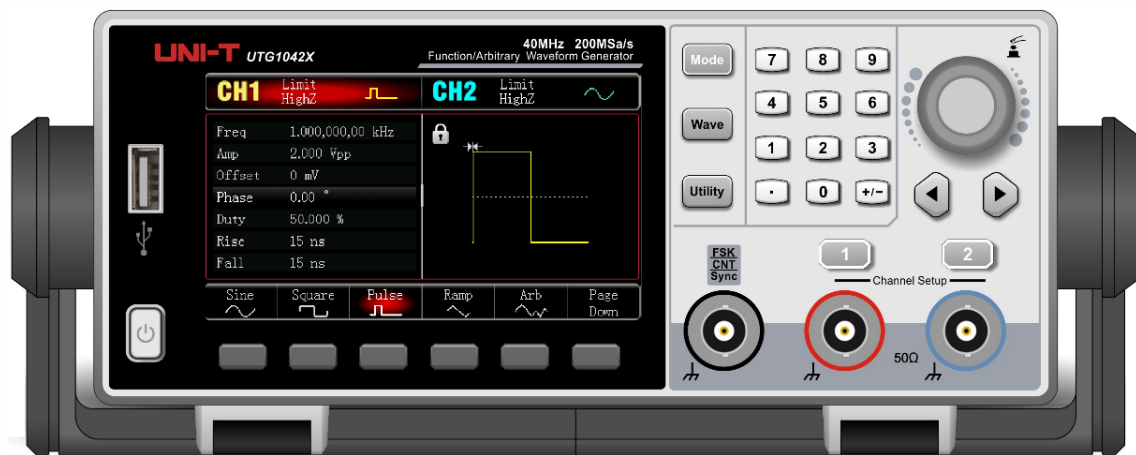 UNI-T UTG1042X
40MHz 200MSa/s
Function/Arbitrary Waveform Generator
CH1 Limit HighZ
CH2 Limit HighZ
Freq 1.000,000,00 kHz
Amp 2.000 Vpp
Offset 0 mV
Phase 0.00 °
Duty 50.000 %
Rise 15 ns
Fall 15 ns
Sine Square Pulse Ramp Arb Page Down
Mode
Wave
Utility
7 8 9
4 5 6
1 2 3
. 0 +/-
FSK
CNT
Sync
1 2
Channel Setup
50Ω